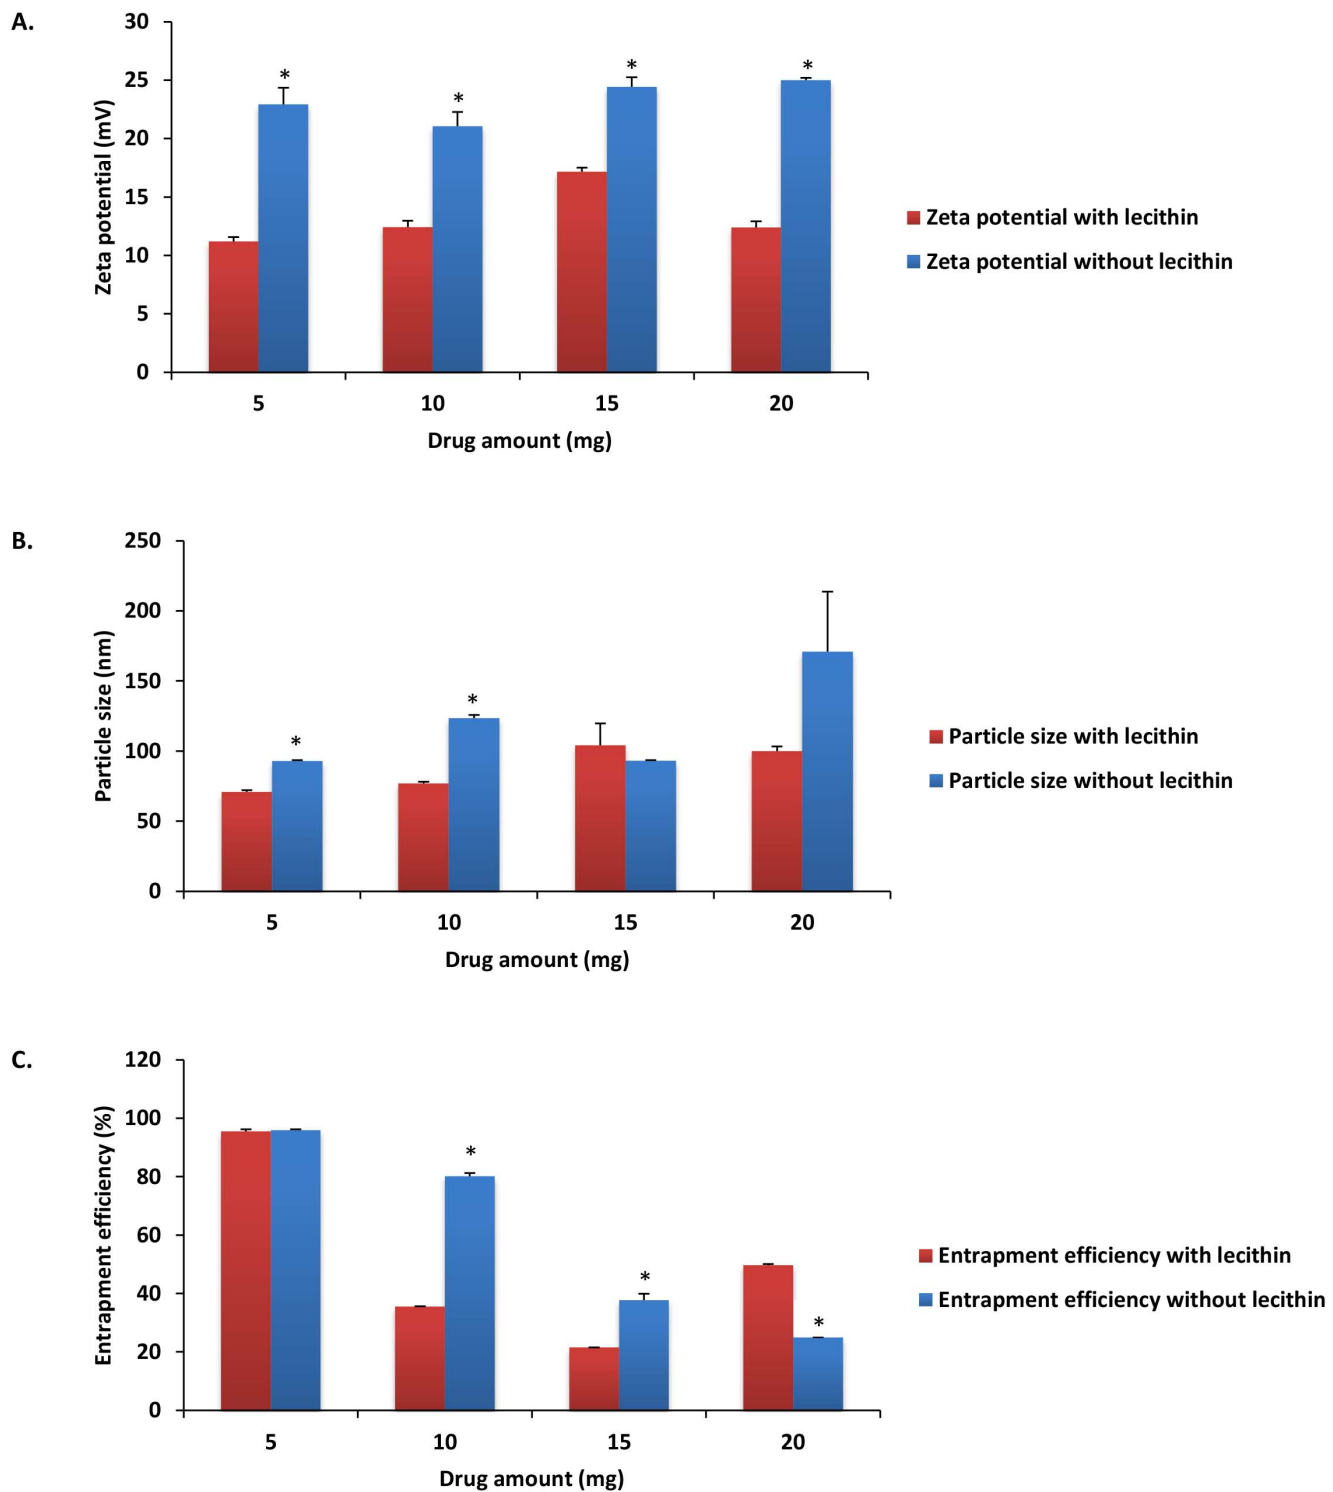 A.
30
25
20
15
10
5
0
Zeta potential (mV)
* * * *
5 10 15 20
Drug amount (mg)
Zeta potential with lecithin
Zeta potential without lecithin
B.
250
200
150
100
50
0
Particle size (nm)
* *
5 10 15 20
Drug amount (mg)
Particle size with lecithin
Particle size without lecithin
C.
120
100
80
60
40
20
0
Entrapment efficiency (%)
* * *
5 10 15 20
Drug amount (mg)
Entrapment efficiency with lecithin
Entrapment efficiency without lecithin